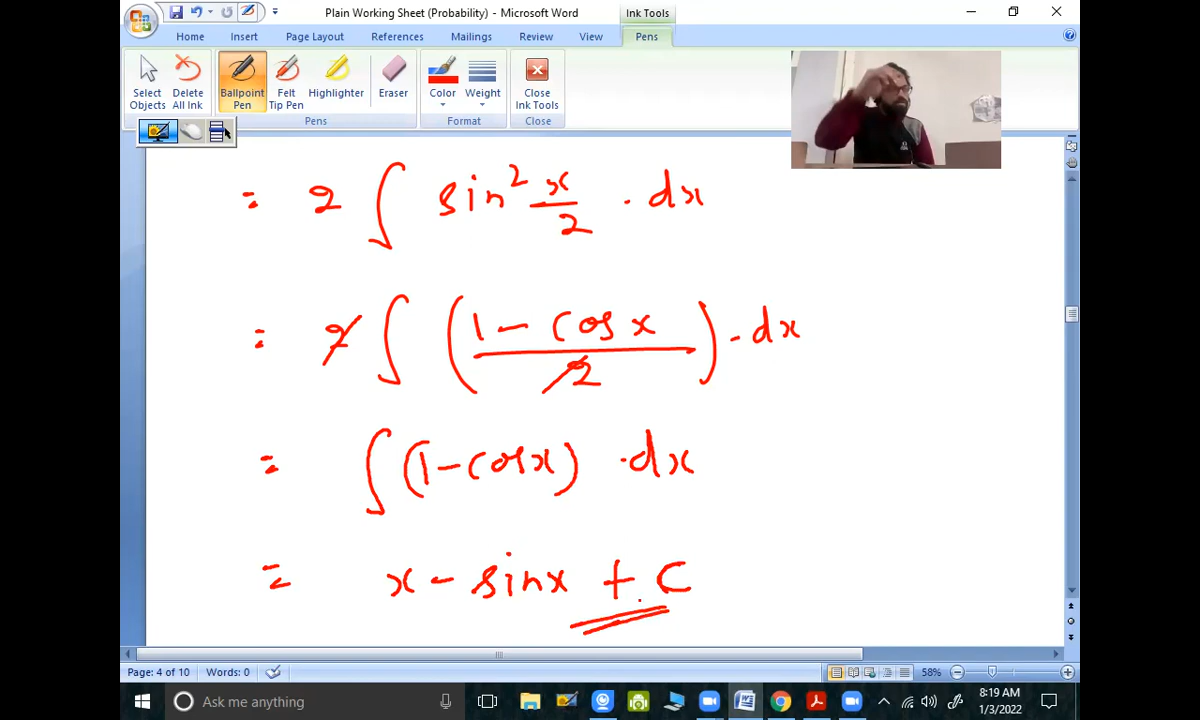 Plain Working Sheet (Probability) - Microsoft Word
Ink Tools
Home Insert Page Layout References Mailings Review View Pens
Select Objects
Delete All Ink
Ballpoint Pen
Felt Tip Pen
Highlighter
Eraser
Color
Weight
Close Ink Tools
Pens Format Close
= 2 ∫ sin² x/2 . dx
= 2 ∫ ( (1 - cos x)/2 ) . dx
= ∫ (1 - cosx) . dx
= x - sinx + C
Page: 4 of 10 Words: 0 58%
Ask me anything
8:19 AM
1/3/2022